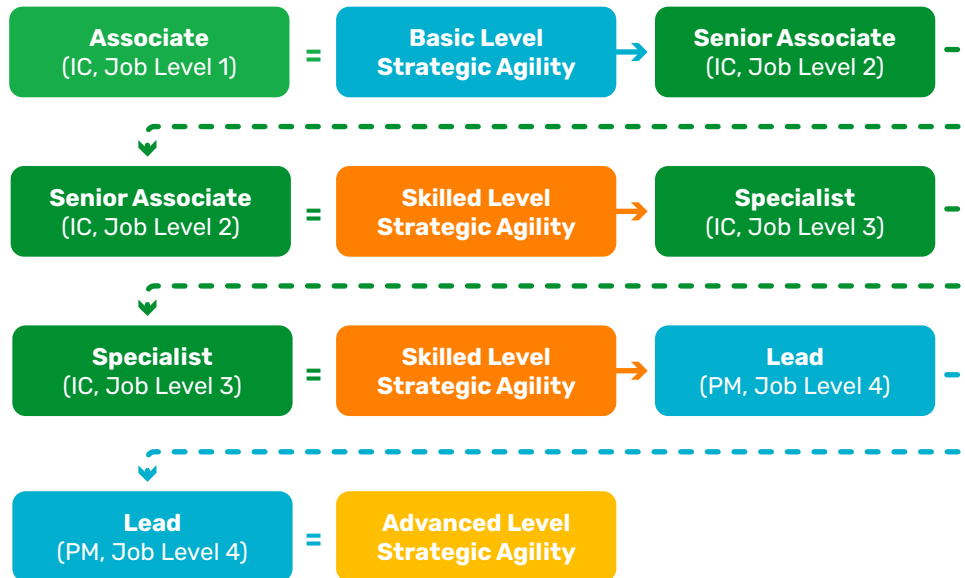 Associate
(IC, Job Level 1)
=
Basic Level
Strategic Agility
Senior Associate
(IC, Job Level 2)
Senior Associate
(IC, Job Level 2)
=
Skilled Level
Strategic Agility
Specialist
(IC, Job Level 3)
Specialist
(IC, Job Level 3)
=
Skilled Level
Strategic Agility
Lead
(PM, Job Level 4)
Lead
(PM, Job Level 4)
=
Advanced Level
Strategic Agility